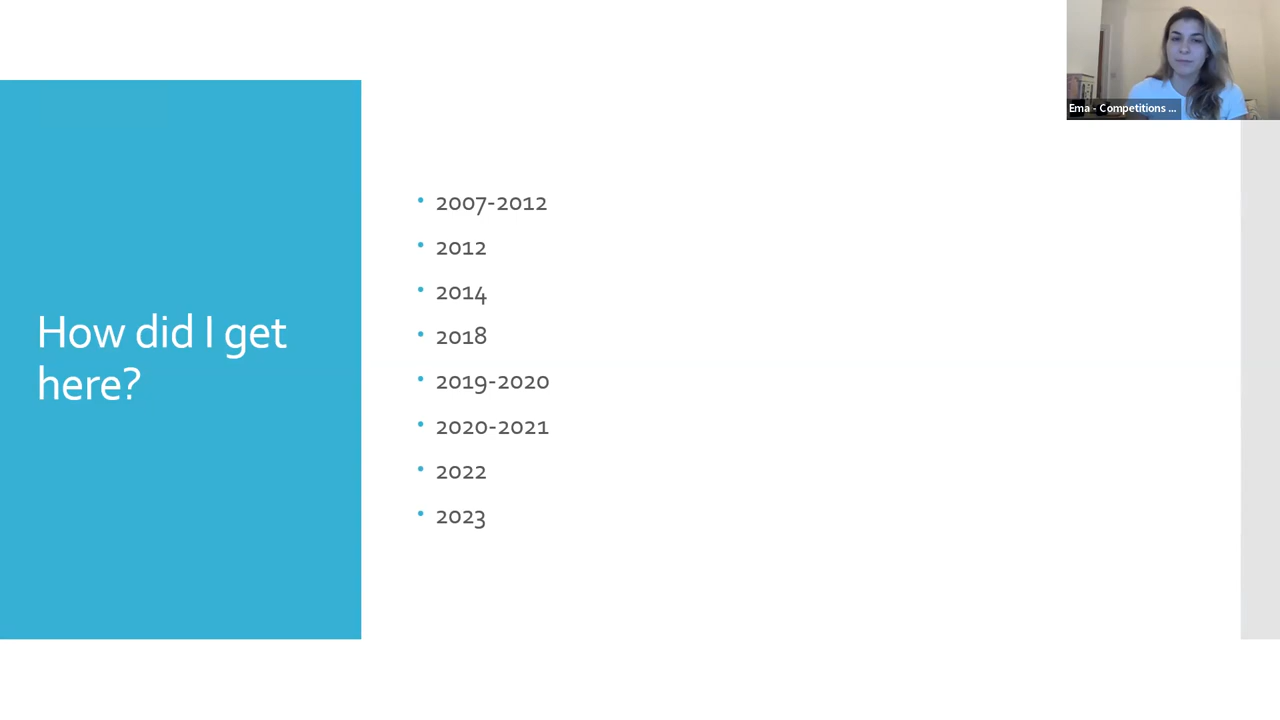 Ema - Competitions ...
How did I get
here?
• 2007-2012
• 2012
• 2014
• 2018
• 2019-2020
• 2020-2021
• 2022
• 2023